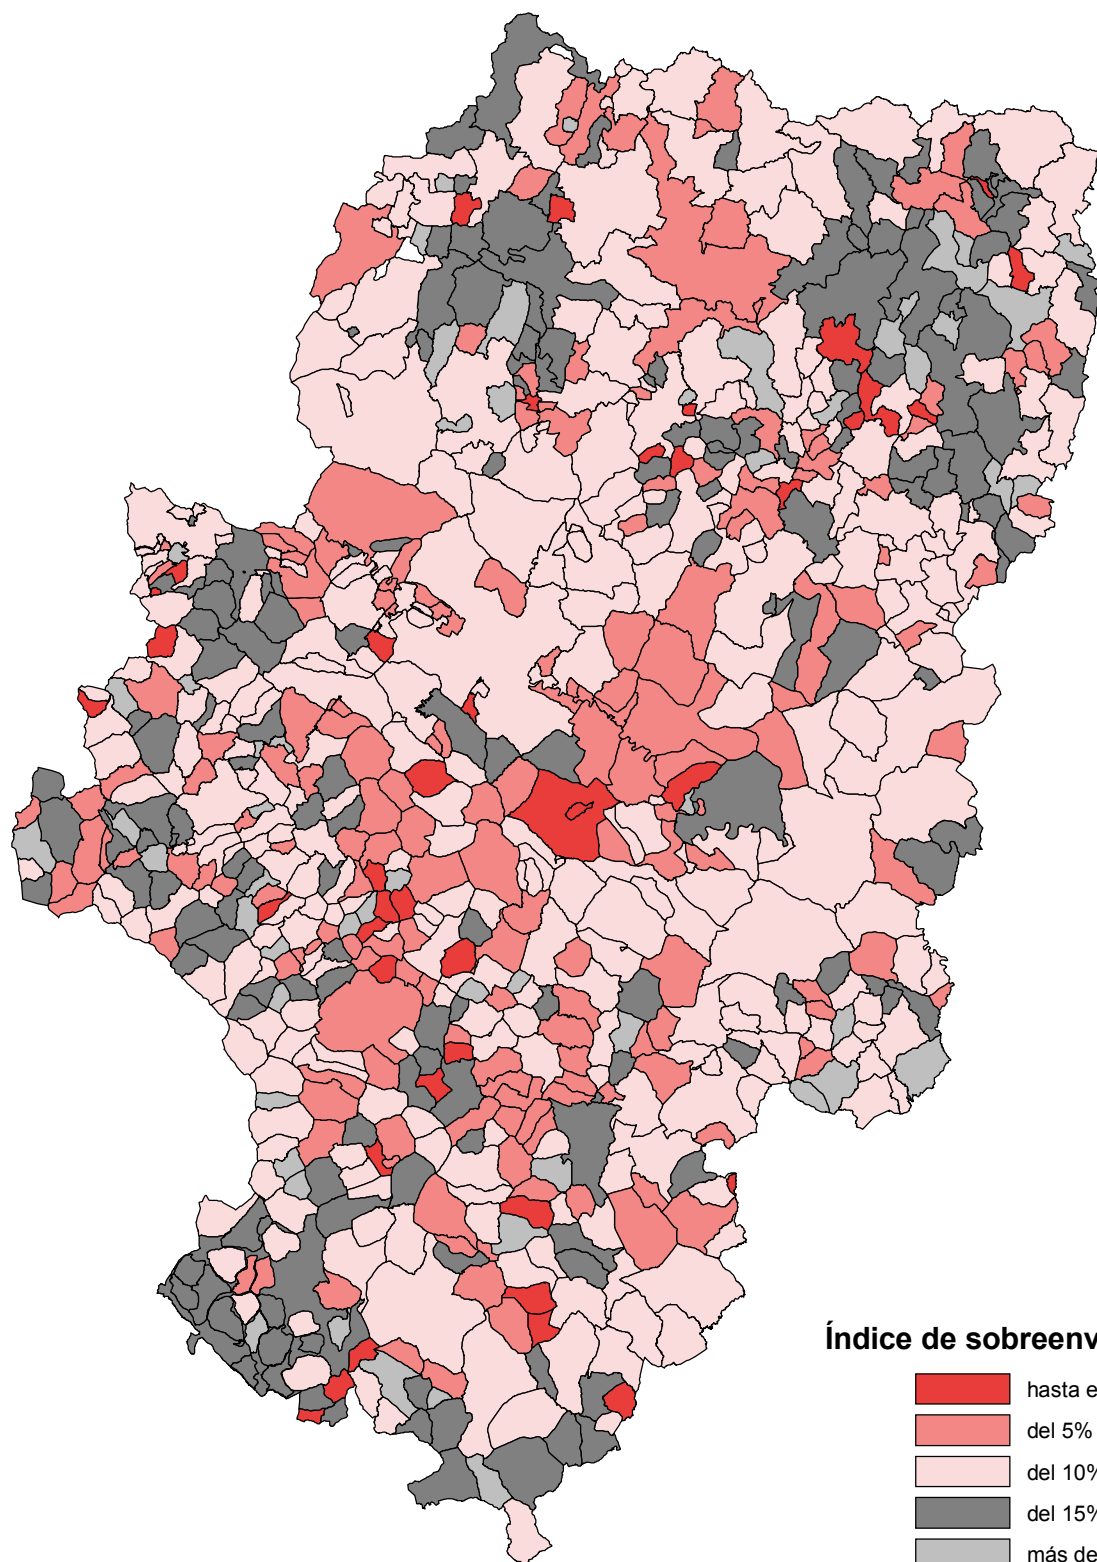 Índice de sobreenv
hasta e
del 5%
del 10%
del 15%
más de